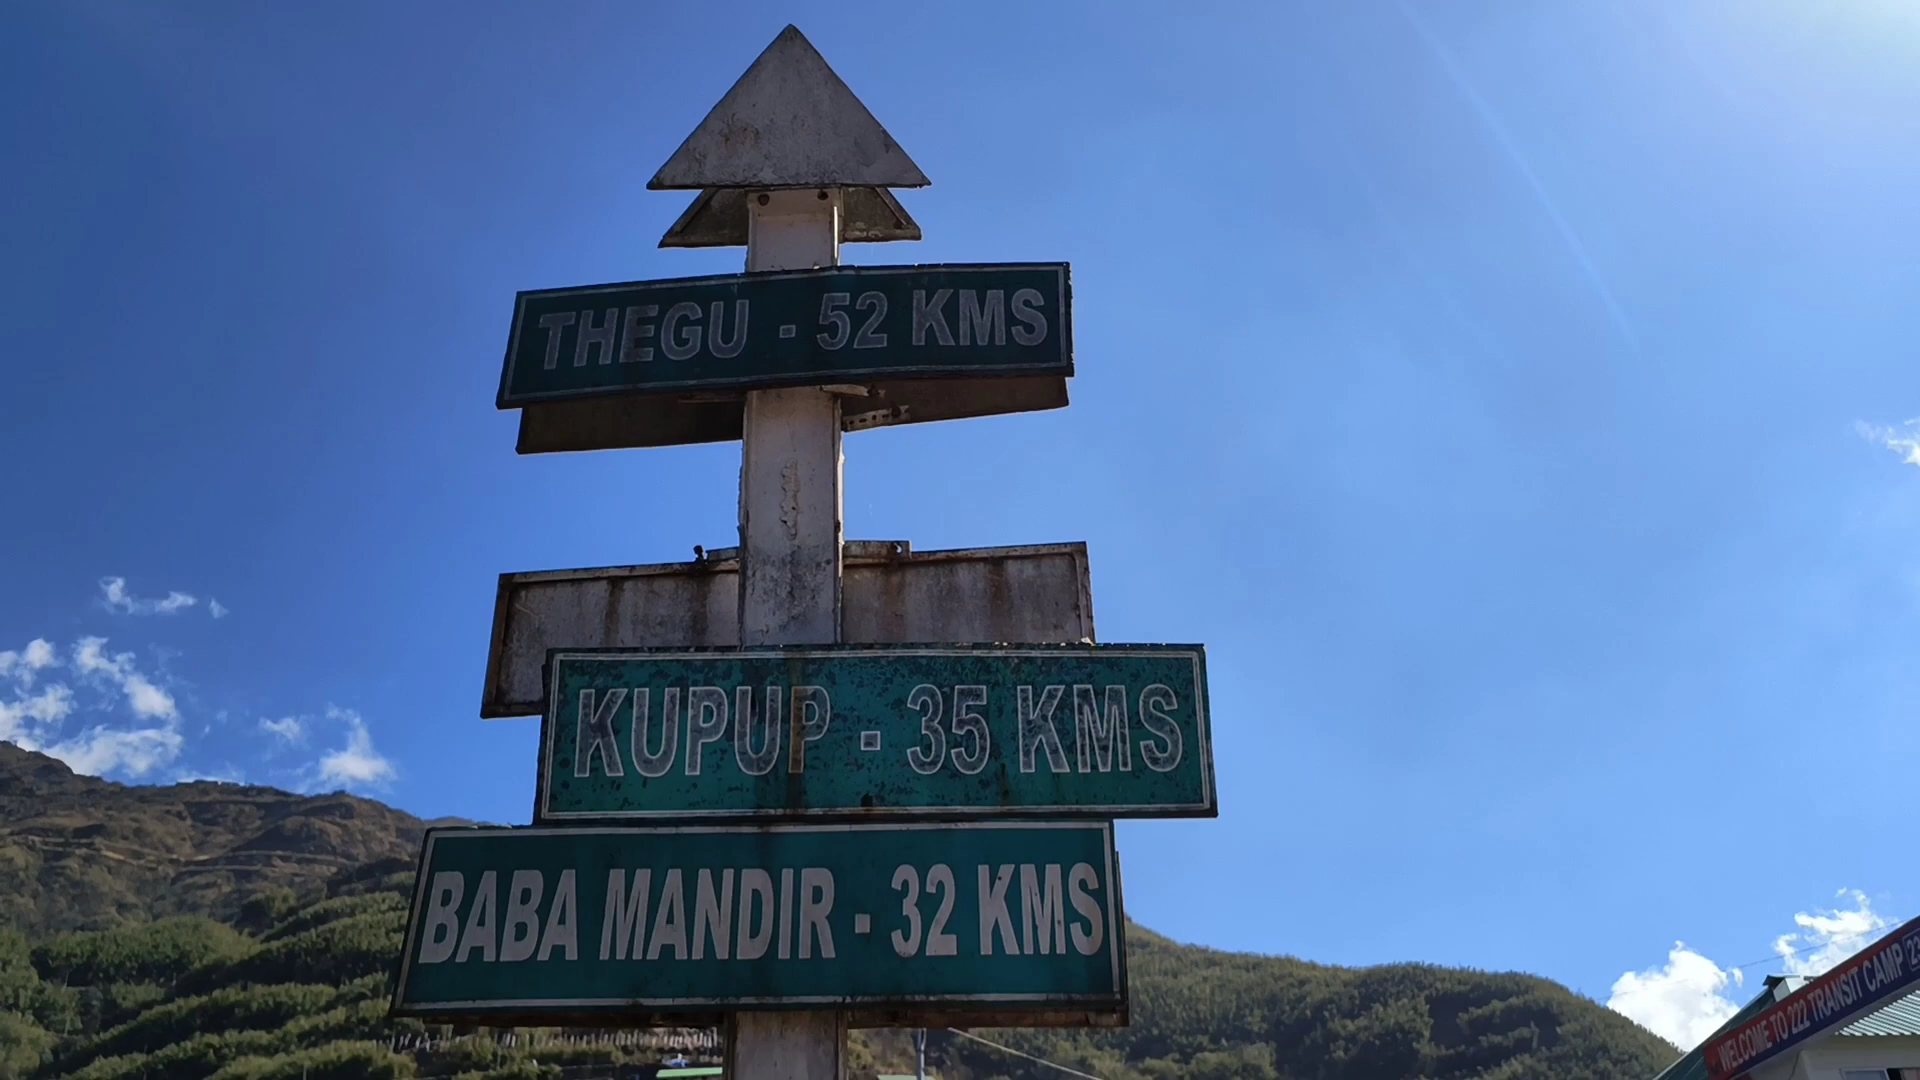 THEGU - 52 KMS
KUPUP - 35 KMS
BABA MANDIR - 32 KMS
WELCOME TO 222 TRANSIT CAMP